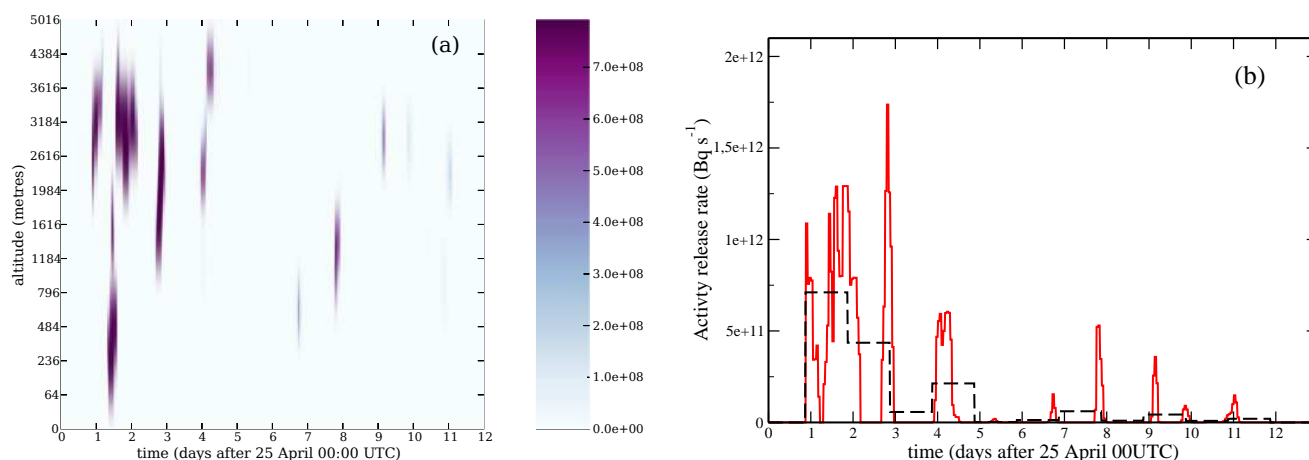 5016
4384
3616
3184
2616
1984
1616
1184
796
484
236
64
0
altitude (metres)
(a)
0 1 2 3 4 5 6 7 8 9 10 11 12
time (days after 25 April 00:00 UTC)
7.0e+08
6.0e+08
5.0e+08
4.0e+08
3.0e+08
2.0e+08
1.0e+08
0.0e+00
2e+12
1,5e+12
1e+12
5e+11
0
Activty release rate (Bq s⁻¹)
(b)
0 1 2 3 4 5 6 7 8 9 10 11 12
time (days after 25 April 00UTC)